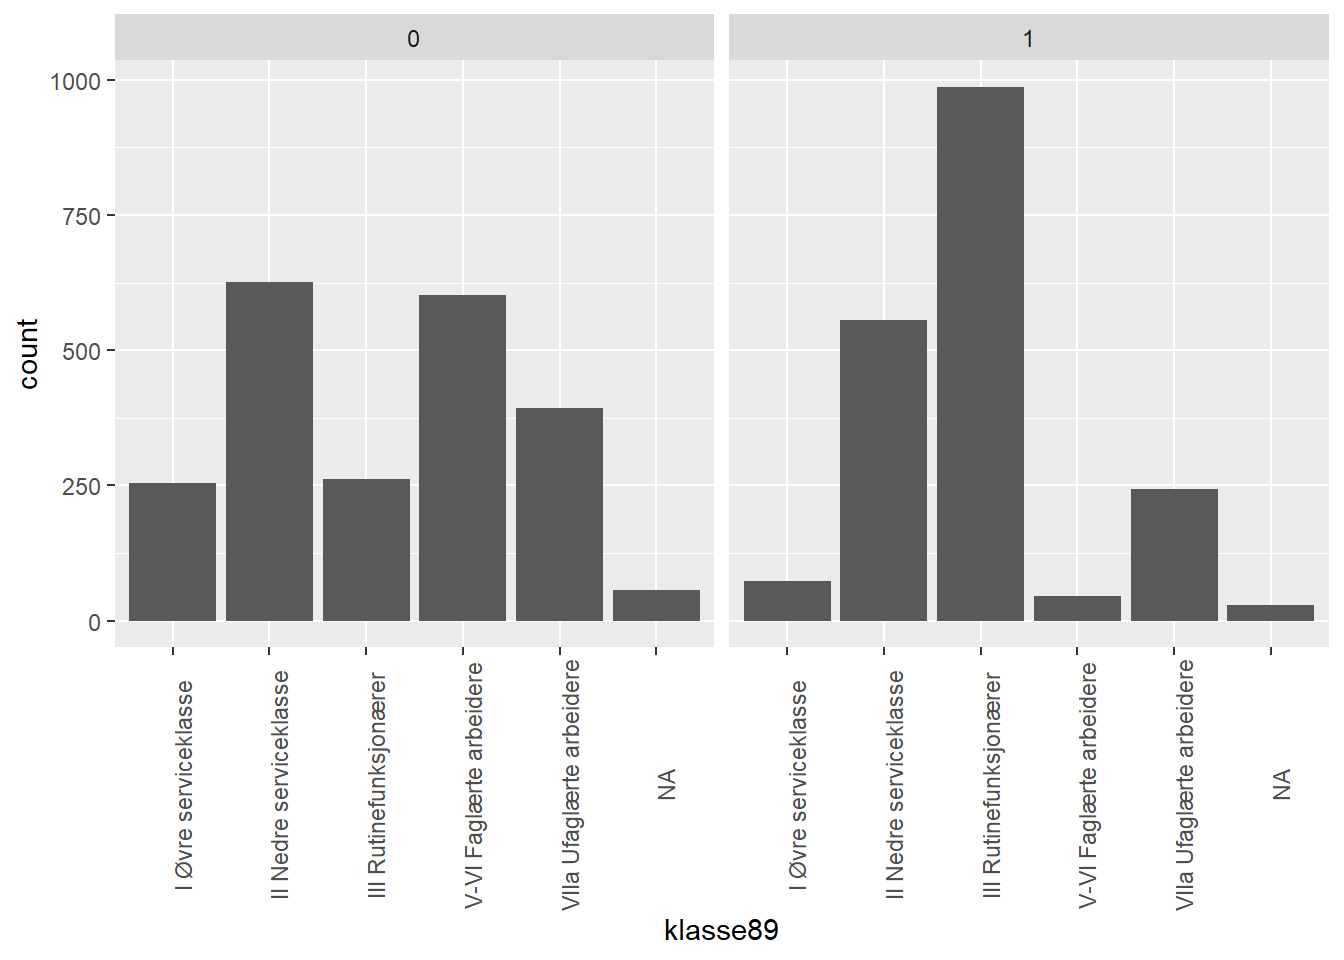 0
1
1000
750
500
250
0
count
I Øvre serviceklasse
II Nedre serviceklasse
III Rutinefunksjonærer
V-VI Faglærte arbeidere
VIIa Ufaglærte arbeidere
NA
I Øvre serviceklasse
II Nedre serviceklasse
III Rutinefunksjonærer
V-VI Faglærte arbeidere
VIIa Ufaglærte arbeidere
NA
klasse89